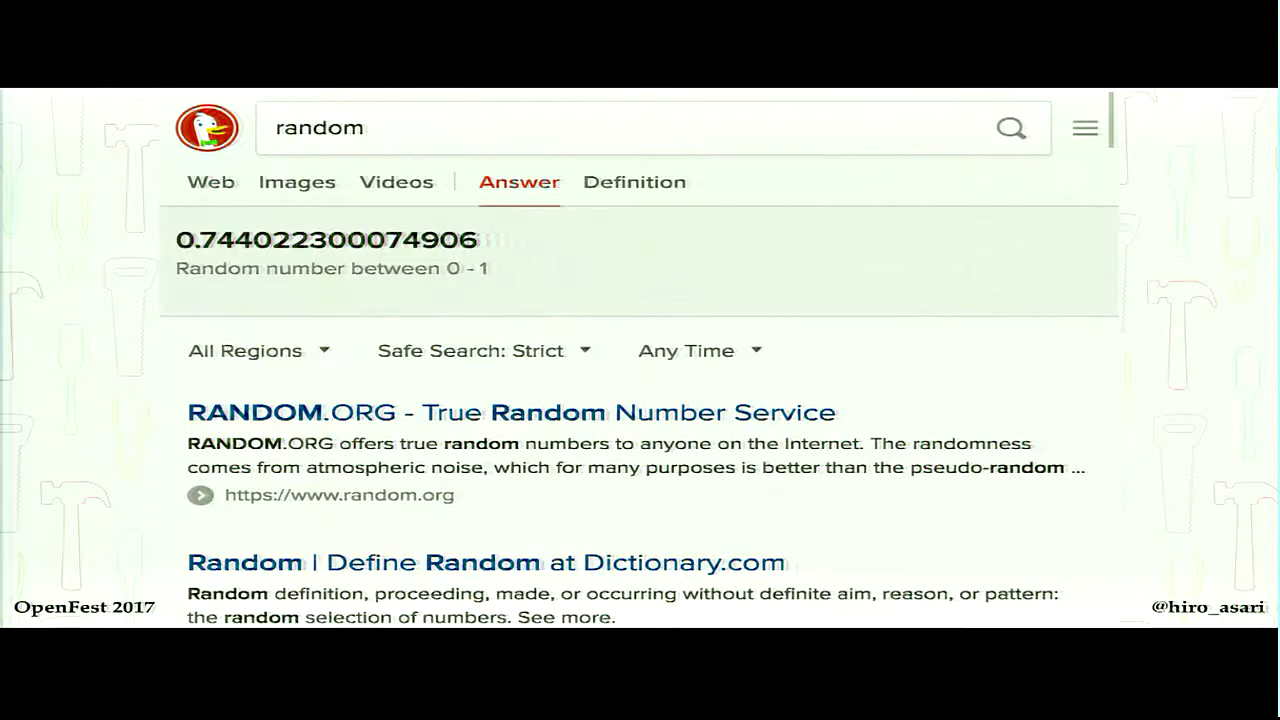 random
Web Images Videos Answer Definition
0.744022300074906
Random number between 0 - 1
All Regions Safe Search: Strict Any Time
RANDOM.ORG - True Random Number Service
RANDOM.ORG offers true random numbers to anyone on the Internet. The randomness
comes from atmospheric noise, which for many purposes is better than the pseudo-random ...
https://www.random.org
Random | Define Random at Dictionary.com
Random definition, proceeding, made, or occurring without definite aim, reason, or pattern:
the random selection of numbers. See more.
OpenFest 2017
@hiro_asari